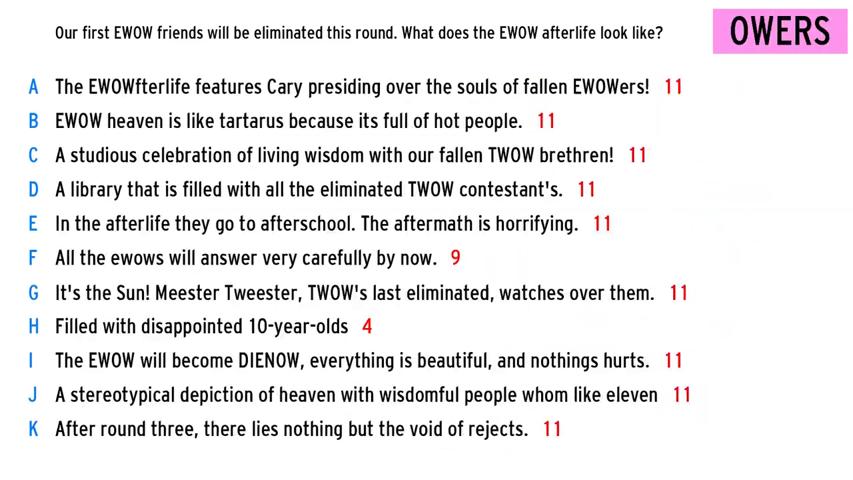 Our first EWOW friends will be eliminated this round. What does the EWOW afterlife look like?
OWERS
A The EWOWfterlife features Cary presiding over the souls of fallen EWOWers! 11
B EWOW heaven is like tartarus because its full of hot people. 11
C A studious celebration of living wisdom with our fallen TWOW brethren! 11
D A library that is filled with all the eliminated TWOW contestant's. 11
E In the afterlife they go to afterschool. The aftermath is horrifying. 11
F All the ewows will answer very carefully by now. 9
G It's the Sun! Meester Tweester, TWOW's last eliminated, watches over them. 11
H Filled with disappointed 10-year-olds 4
I The EWOW will become DIENOW, everything is beautiful, and nothings hurts. 11
J A stereotypical depiction of heaven with wisdomful people whom like eleven 11
K After round three, there lies nothing but the void of rejects. 11